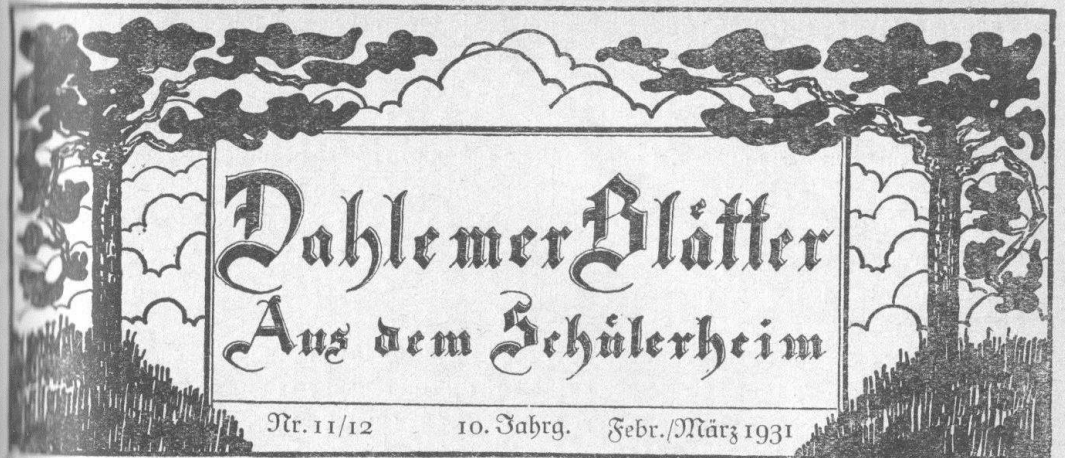 Dahlemer Blätter
Aus dem Schülerheim
Nr. 11/12 10. Jahrg. Febr./März 1931